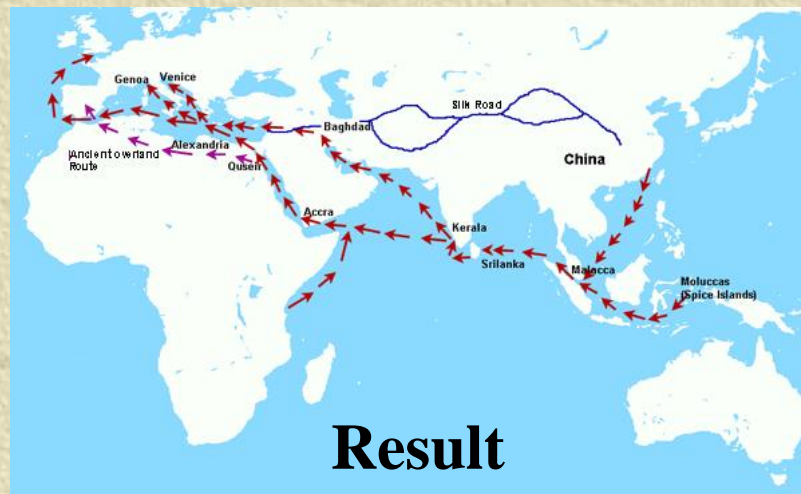 Genoa
Venice
Silk Road
Baghdad
China
Alexandria
Ancient overland
Route
Quseir
Accra
Kerala
Srilanka
Malacca
Moluccas
(Spice Islands)
Result